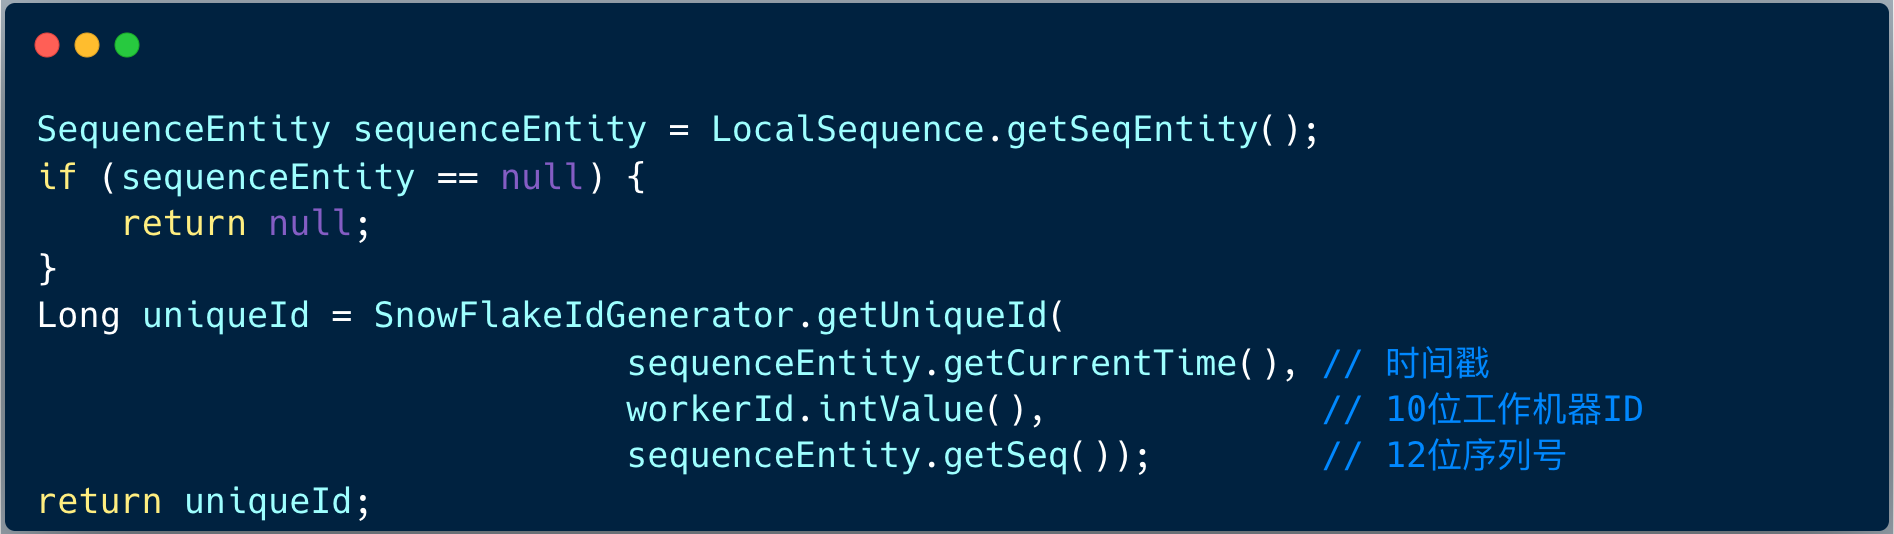 SequenceEntity sequenceEntity = LocalSequence.getSeqEntity();
if (sequenceEntity == null) {
    return null;
}
Long uniqueId = SnowFlakeIdGenerator.getUniqueId(
                            sequenceEntity.getCurrentTime(), // 时间戳
                            workerId.intValue(),             // 10位工作机器ID
                            sequenceEntity.getSeq());        // 12位序列号
return uniqueId;